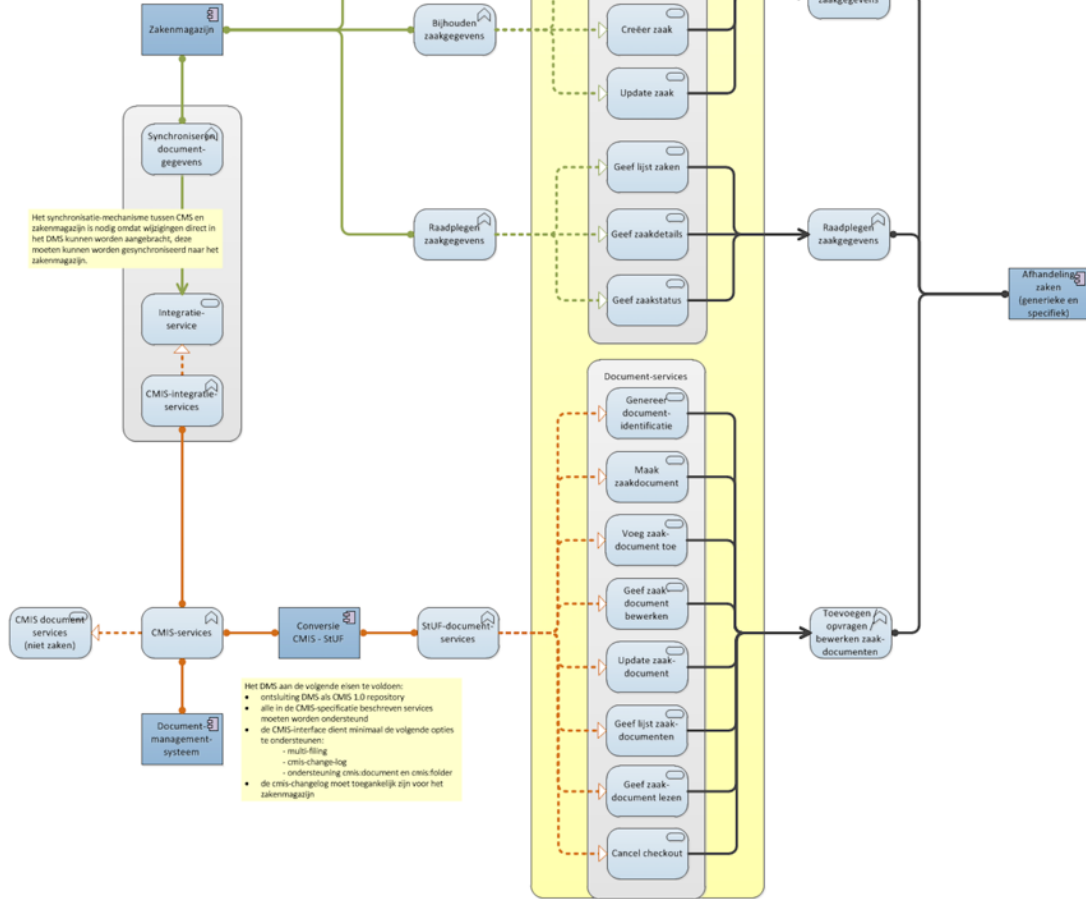 zaakgegevens
Zakenmagazijn
Bijhouden
zaakgegevens
Creëer zaak
Update zaak
Synchroniseren
document-
gegevens
Geef lijst zaken
Het synchronisatie-mechanisme tussen CMS en
zakenmagazijn is nodig omdat wijzigingen direct in
het DMS kunnen worden aangebracht, deze
moeten kunnen worden gesynchroniseerd naar het
zakenmagazijn.
Raadplegen
zaakgegevens
Geef zaakdetails
Raadplegen
zaakgegevens
Integratie-
service
Geef zaakstatus
Afhandeling
zaken
(generieke en
specifiek)
CMIS-integratie-
services
Document-services
Genereer
document-
identificatie
Maak
zaakdocument
Voeg zaak-
document toe
Geef zaak-
document
bewerken
CMIS document
services
(niet zaken)
CMIS-services
Conversie
CMIS - StUF
StUF-document-
services
Toevoegen /
opvragen /
bewerken zaak-
documenten
Update zaak-
document
Het DMS aan de volgende eisen te voldoen:
• ontsluiting DMS als CMIS 1.0 repository
• alle in de CMIS-specificatie beschreven services
moeten worden ondersteund
• de CMIS-interface dient minimaal de volgende opties
te ondersteunen:
- multi-filing
- cmis-change-log
- ondersteuning cmis:document en cmis:folder
• de cmis-changelog moet toegankelijk zijn voor het
zakenmagazijn
Document-
management-
systeem
Geef lijst zaak-
documenten
Geef zaak-
document lezen
Cancel checkout